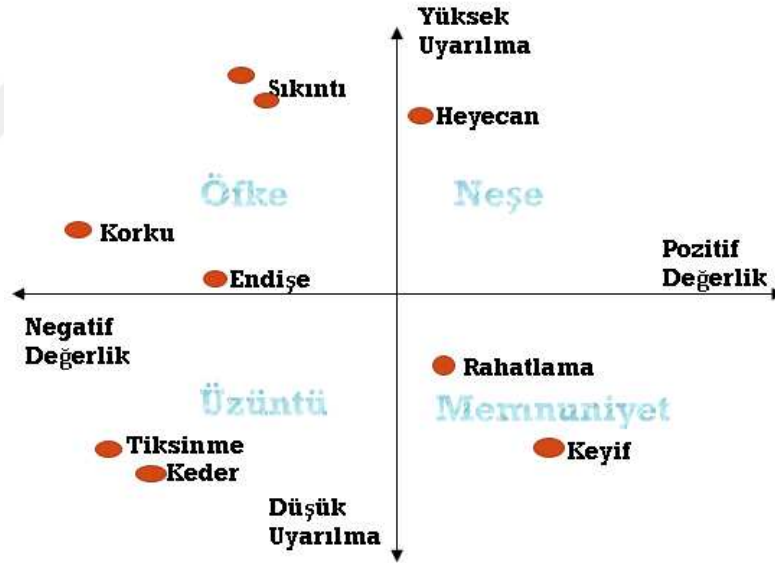 Yüksek
Uyarılma
Sıkıntı
Heyecan
Öfke
Neşe
Korku
Pozitif
Değerlik
Endişe
Negatif
Değerlik
Rahatlama
Üzüntü
Memnuniyet
Tiksinme
Keyif
Keder
Düşük
Uyarılma